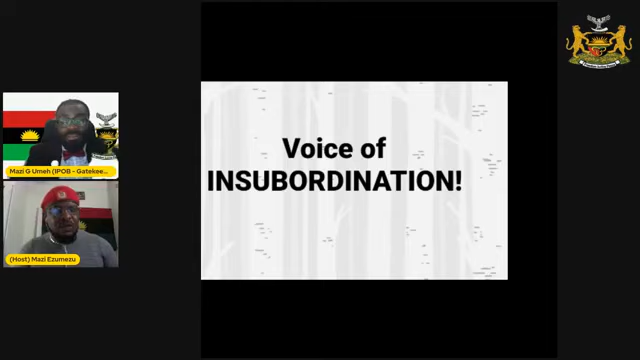 Voice of
INSUBORDINATION!
Mazi G Umeh (IPOB - Gatekee...
(Host) Mazi Ezumezu